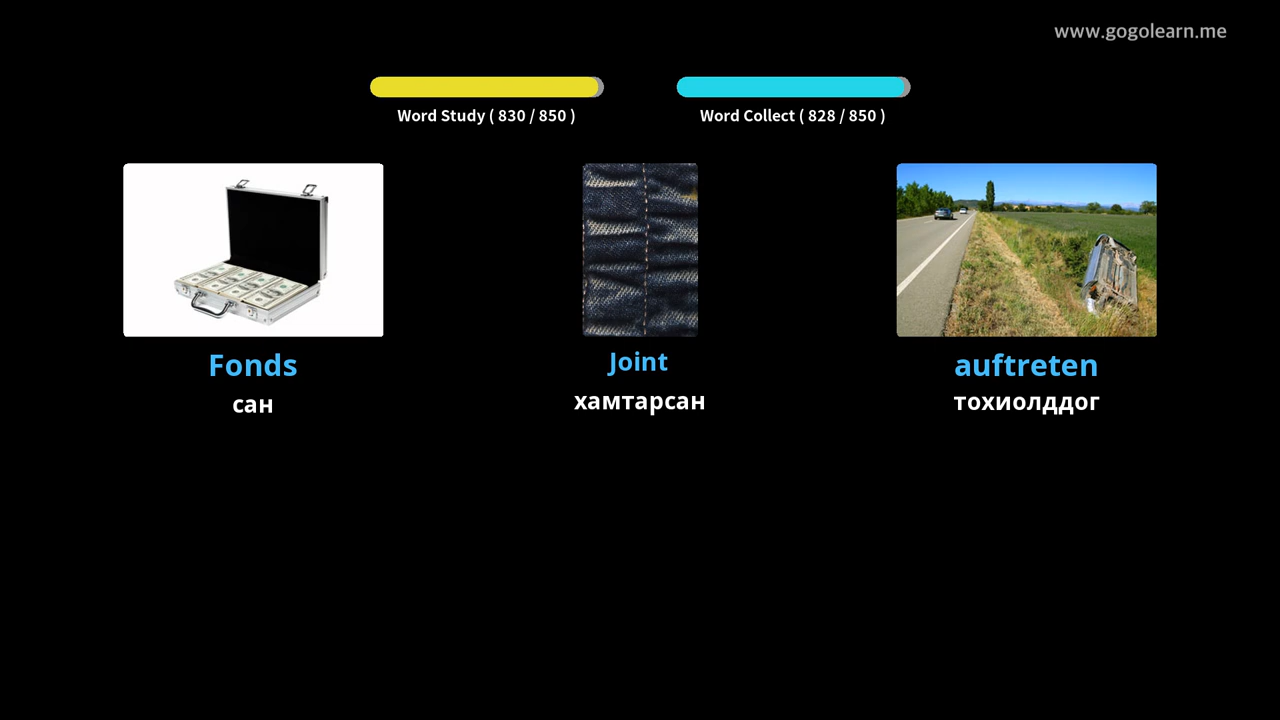 www.gogolearn.me
Word Study ( 830 / 850 )
Word Collect ( 828 / 850 )
Fonds
сан
Joint
хамтарсан
auftreten
тохиолддог